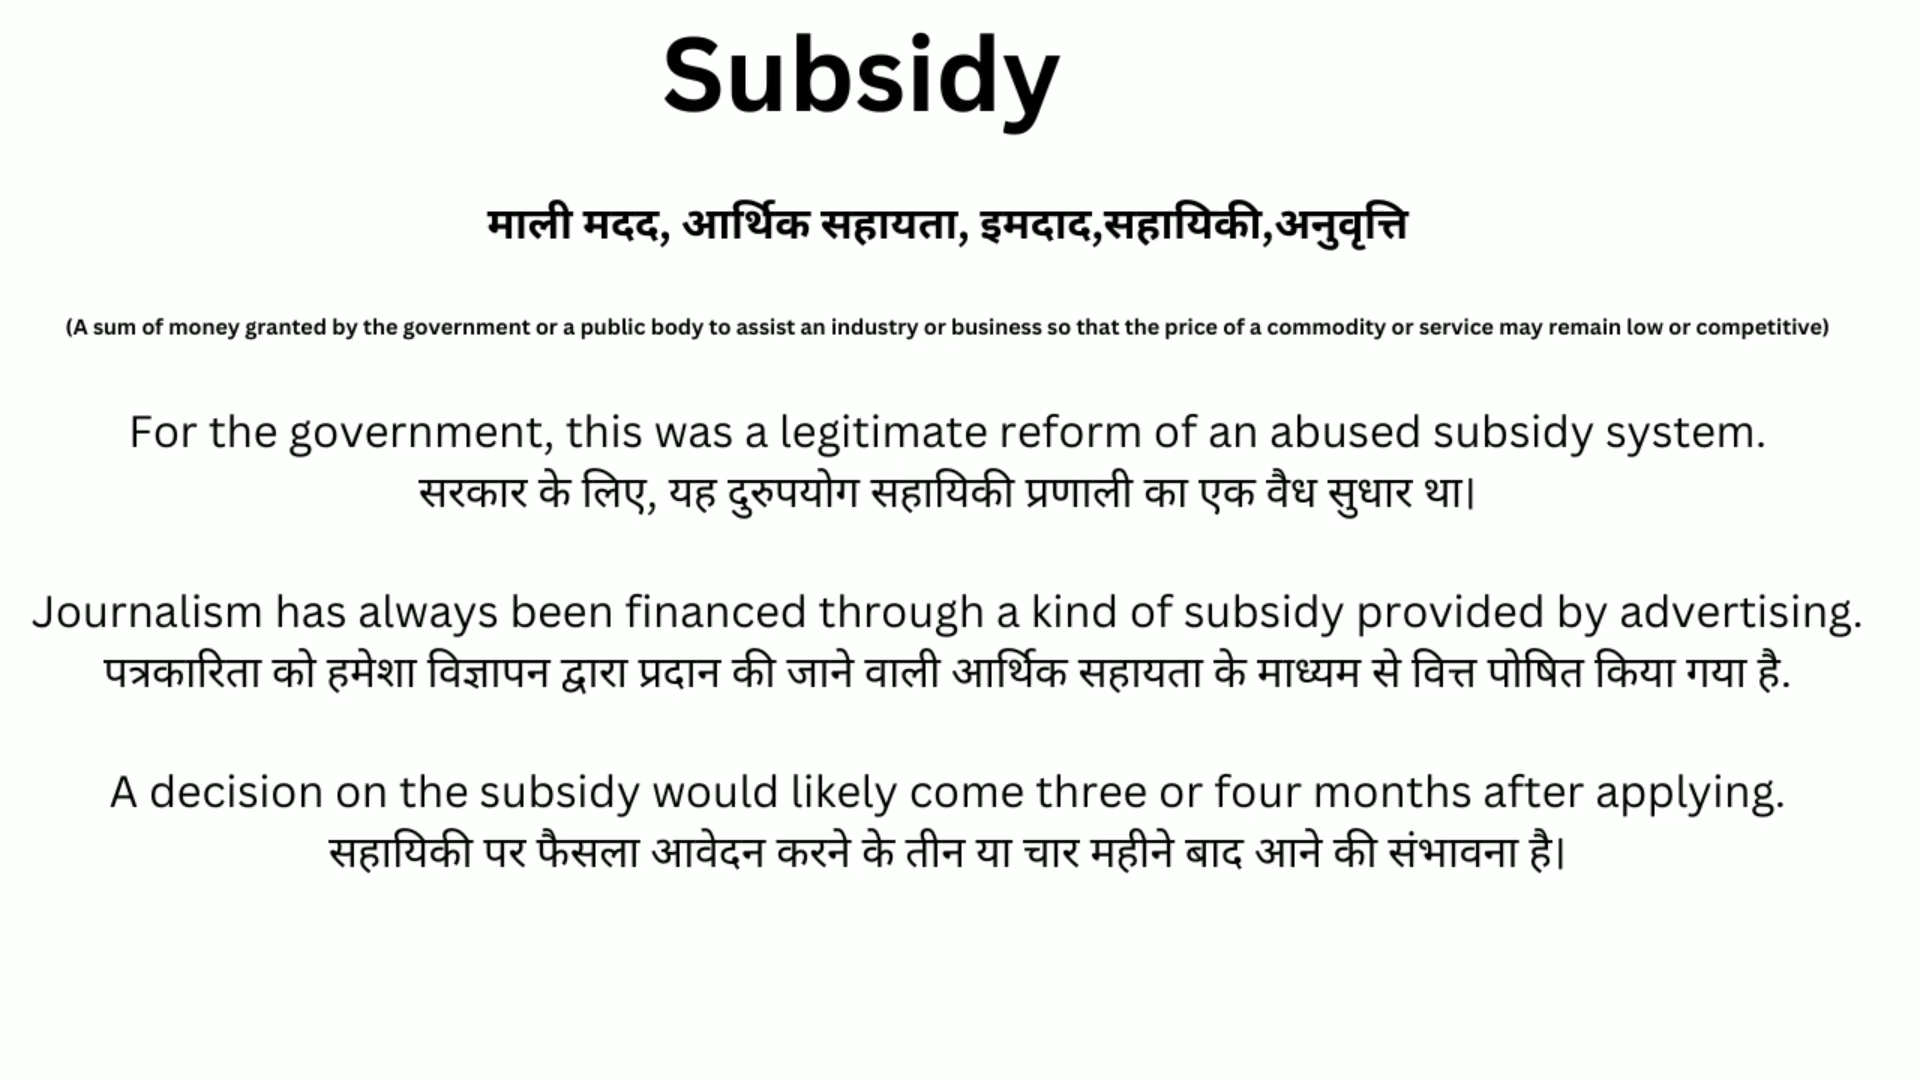 Subsidy
माली मदद, आर्थिक सहायता, इमदाद,सहायिकी,अनुवृत्ति
(A sum of money granted by the government or a public body to assist an industry or business so that the price of a commodity or service may remain low or competitive)
For the government, this was a legitimate reform of an abused subsidy system.
सरकार के लिए, यह दुरुपयोग सहायिकी प्रणाली का एक वैध सुधार था।
Journalism has always been financed through a kind of subsidy provided by advertising.
पत्रकारिता को हमेशा विज्ञापन द्वारा प्रदान की जाने वाली आर्थिक सहायता के माध्यम से वित्त पोषित किया गया है.
A decision on the subsidy would likely come three or four months after applying.
सहायिकी पर फैसला आवेदन करने के तीन या चार महीने बाद आने की संभावना है।